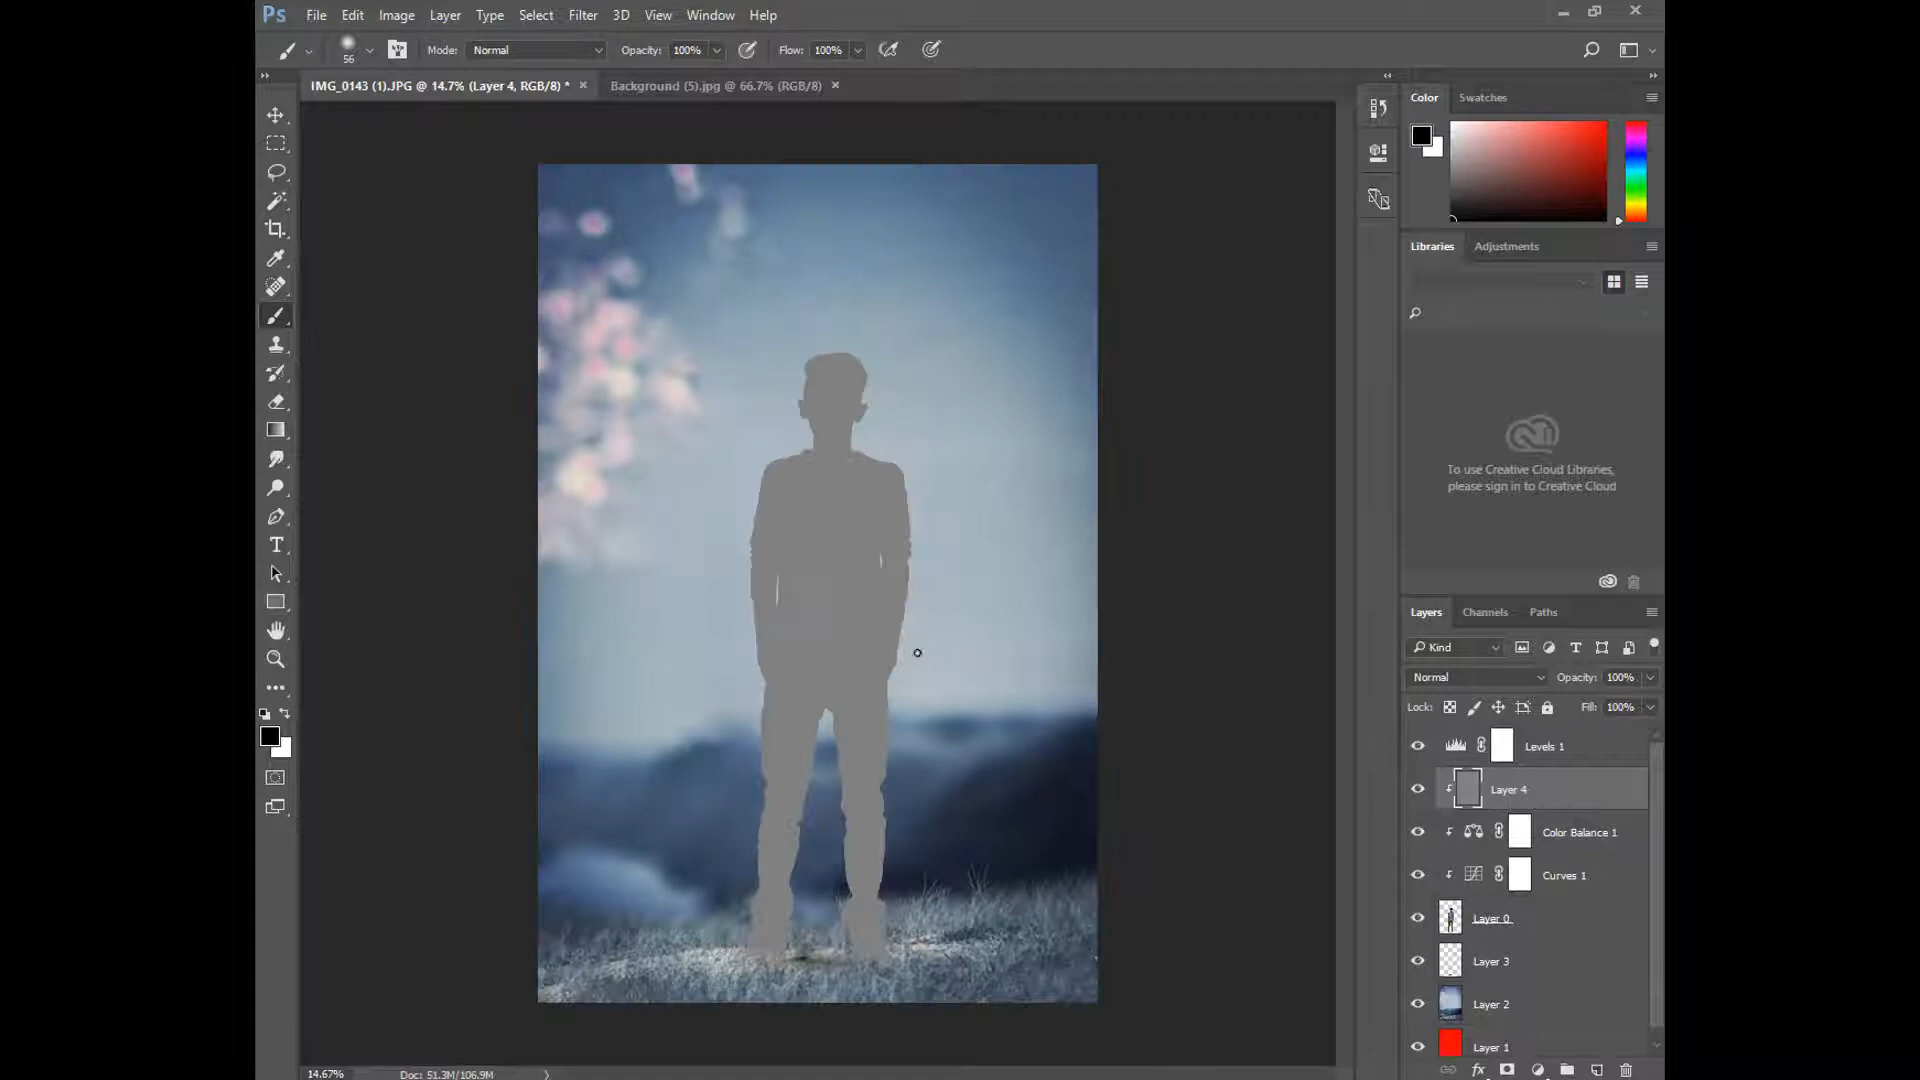 Ps File Edit Image Layer Type Select Filter 3D View Window Help
56 Mode: Normal Opacity: 100% Flow: 100%
IMG_0143 (1).JPG @ 14.7% (Layer 4, RGB/8) * × Background (5).jpg @ 66.7% (RGB/8) ×
Color Swatches
Libraries Adjustments
To use Creative Cloud Libraries,
please sign in to Creative Cloud
Layers Channels Paths
Kind
Normal Opacity: 100%
Lock: Fill: 100%
Levels 1
Layer 4
Color Balance 1
Curves 1
Layer 0
Layer 3
Layer 2
Layer 1
14.67% Doc: 51.3M/106.9M